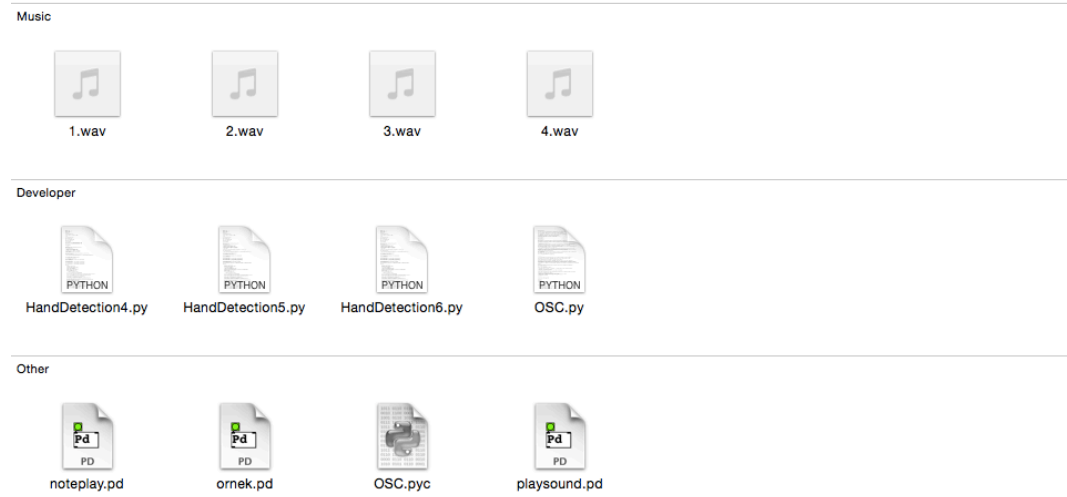 Music
1.wav 2.wav 3.wav 4.wav
Developer
PYTHON PYTHON PYTHON PYTHON
HandDetection4.py HandDetection5.py HandDetection6.py OSC.py
Other
Pd Pd Pd
PD PD PD
noteplay.pd ornek.pd OSC.pyc playsound.pd